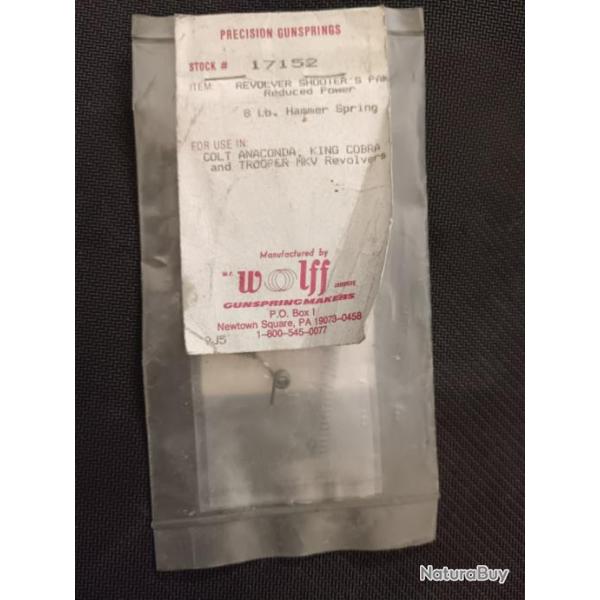 PRECISION GUNSPRINGS
STOCK # 17152
ITEM: REVOLVER SHOOTER'S PAK
Reduced Power
8 Lb. Hammer Spring
FOR USE IN:
COLT ANACONDA, KING COBRA
and TROOPER MKV Revolvers
Manufactured by
W.C. wolff COMPANY
GUNSPRINGMAKERS
P.O. Box I
Newtown Square, PA 19073-0458
1-800-545-0077
9J5
NaturaBuy